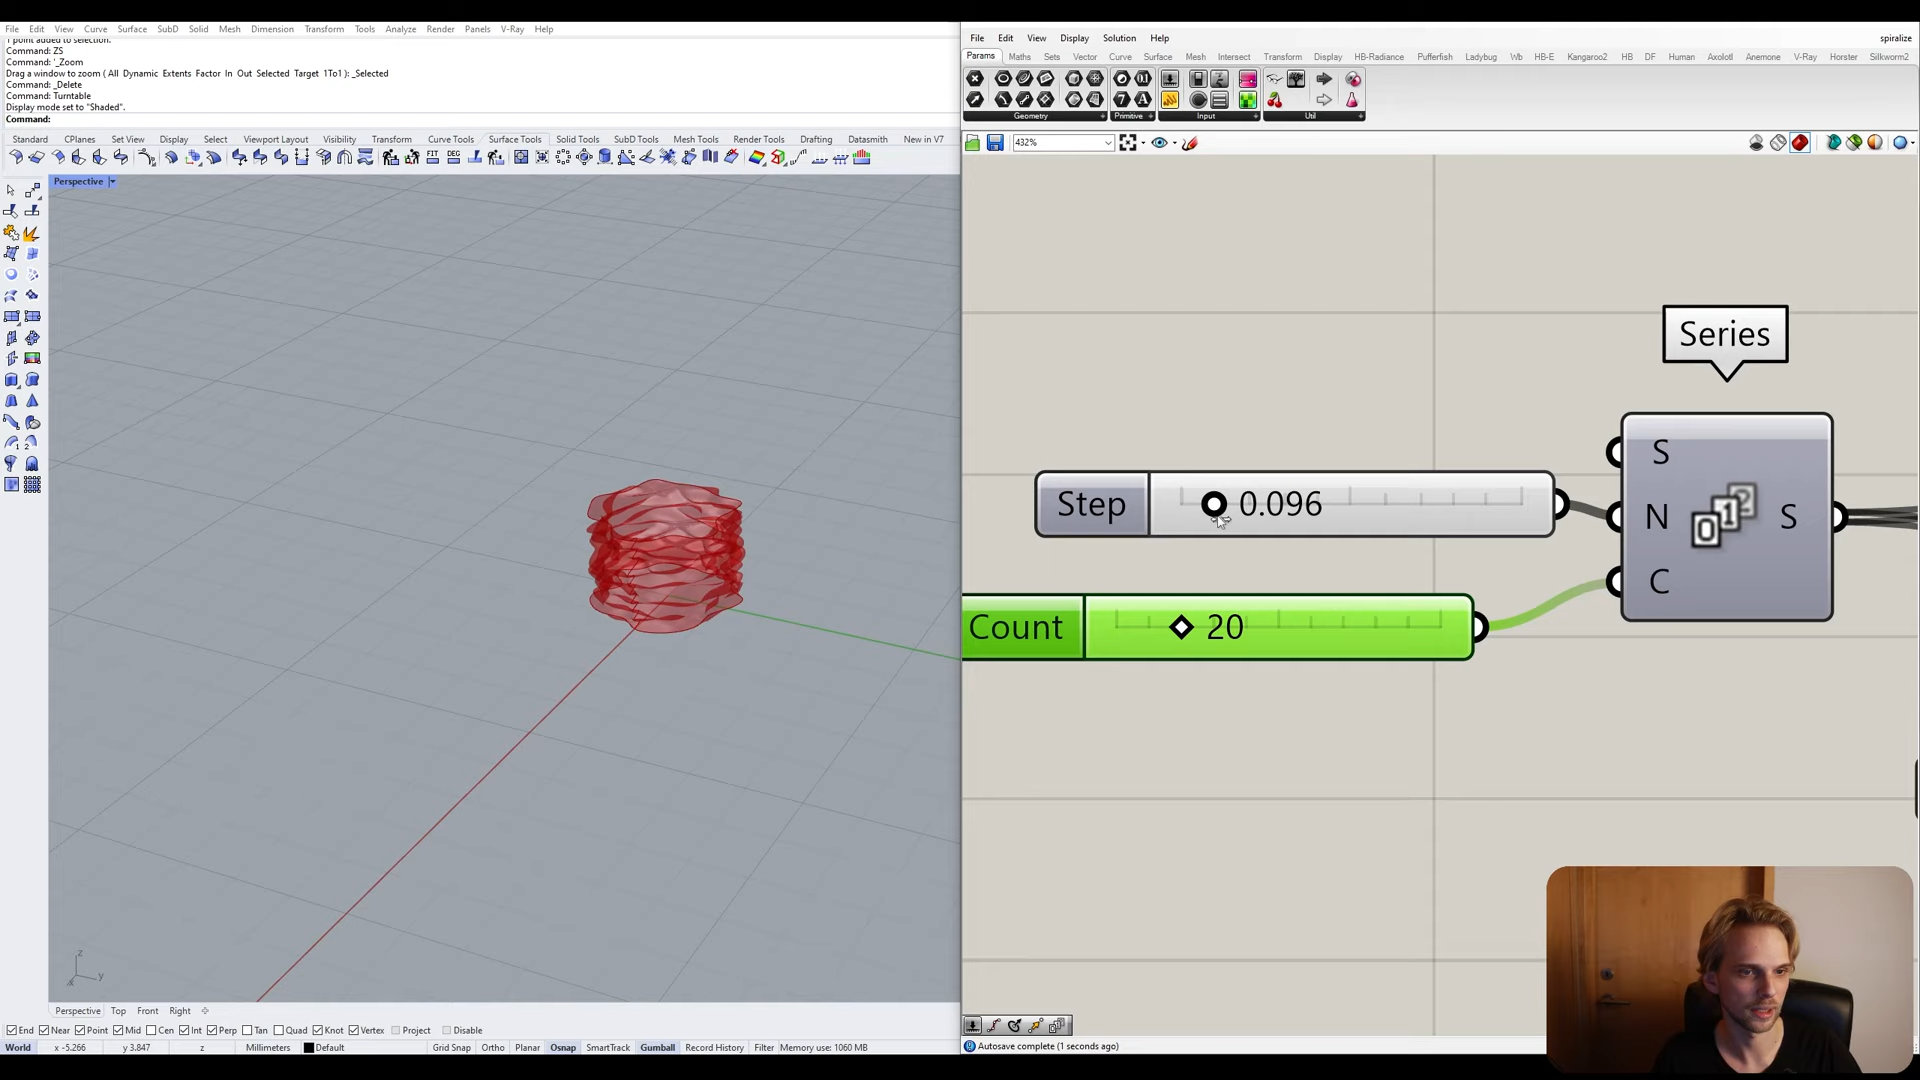 File Edit View Curve Surface SubD Solid Mesh Dimension Transform Tools Analyze Render Panels V-Ray Help
1 point added to selection.
Command: ZS
Command: '_Zoom
Drag a window to zoom ( All Dynamic Extents Factor In Out Selected Target 1To1 ): _Selected
Command: _Delete
Command: Turntable
Display mode set to "Shaded".
Command:
Standard CPlanes Set View Display Select Viewport Layout Visibility Transform Curve Tools Surface Tools Solid Tools SubD Tools Mesh Tools Render Tools Drafting Datasmith New in V7
Perspective
File Edit View Display Solution Help
spiralize
Params Maths Sets Vector Curve Surface Mesh Intersect Transform Display HB-Radiance Pufferfish Ladybug Wb HB-E Kangaroo2 HB DF Human Axolotl Anemone V-Ray Horster Silkworm2
Geometry Primitive Input Util
432%
Series
Step 0.096
Count 20
S
N S
C
z
y
x
Perspective Top Front Right
End Near Point Mid Cen Int Perp Tan Quad Knot Vertex Project Disable
World x -5.266 y 3.847 z Millimeters Default Grid Snap Ortho Planar Osnap SmartTrack Gumball Record History Filter Memory use: 1060 MB
Autosave complete (1 seconds ago)